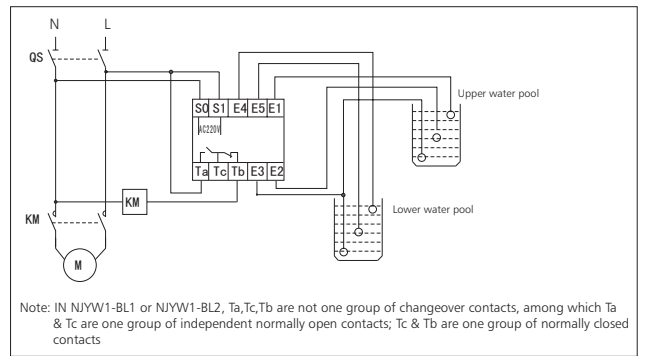 N L
QS
S0 S1 E4 E5 E1
AC220V
Ta Tc Tb E3 E2
Upper water pool
KM
Lower water pool
KM
M
Note: IN NJYW1-BL1 or NJYW1-BL2, Ta,Tc,Tb are not one group of changeover contacts, among which Ta
& Tc are one group of independent normally open contacts; Tc & Tb are one group of normally closed
contacts